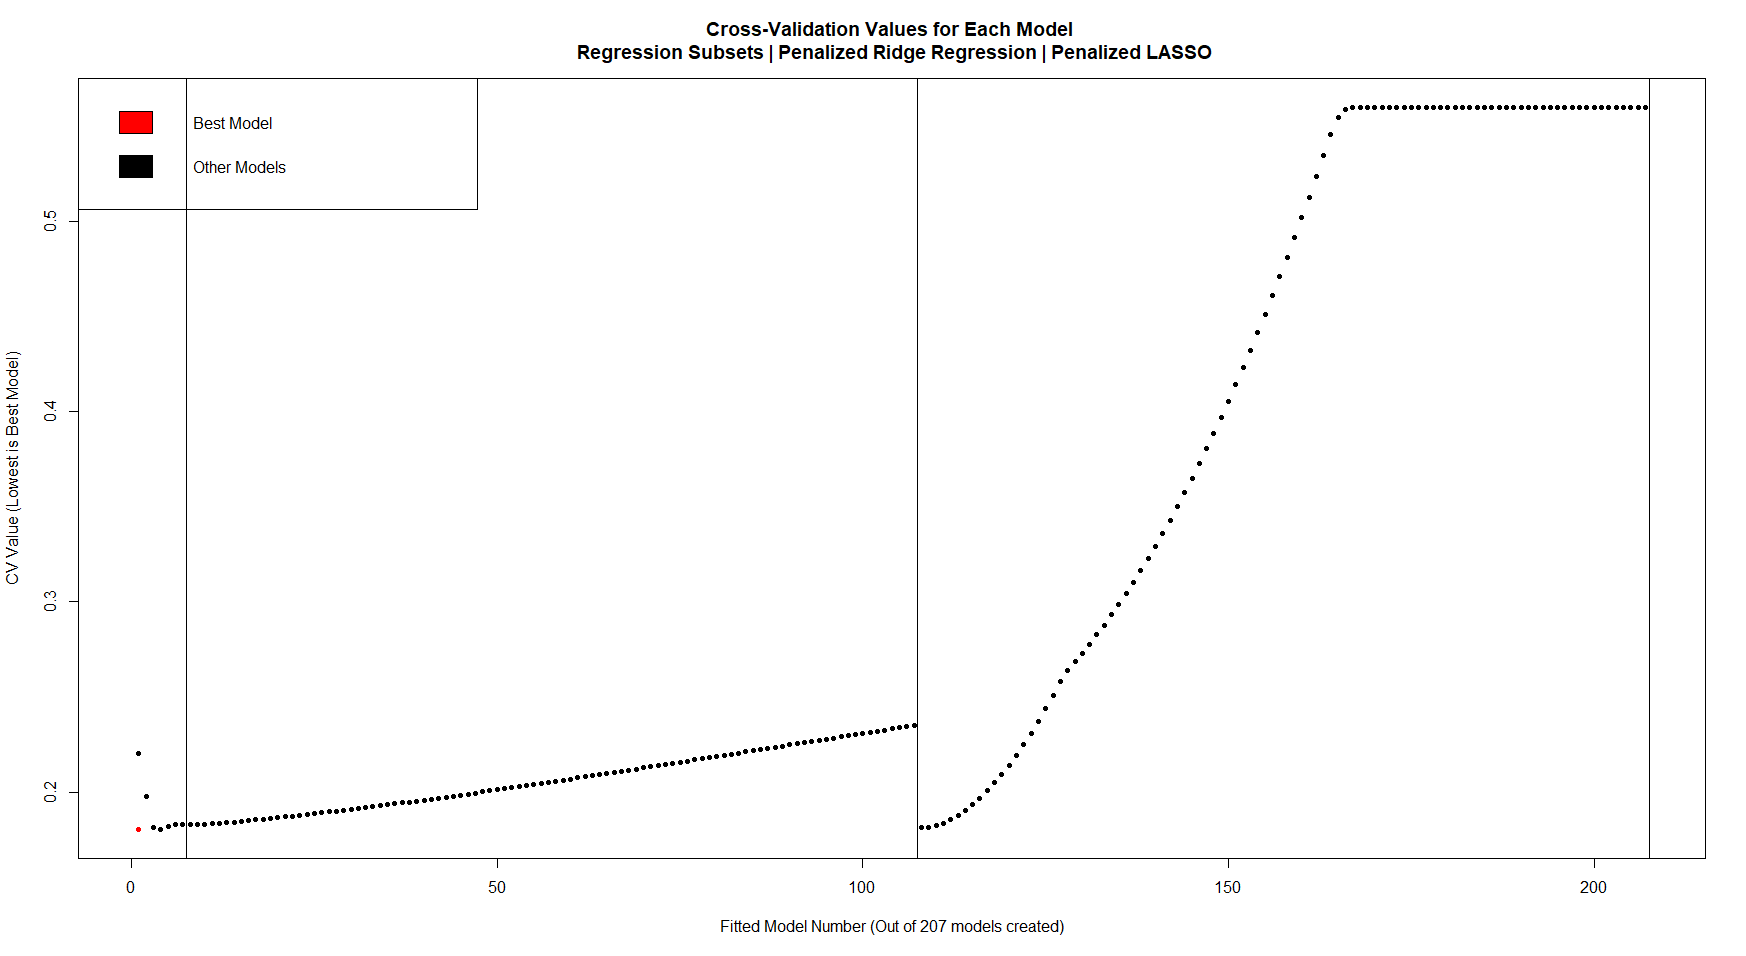 Cross-Validation Values for Each Model
Regression Subsets | Penalized Ridge Regression | Penalized LASSO
Best Model
Other Models
CV Value (Lowest is Best Model)
0.5
0.4
0.3
0.2
0
50
100
150
200
Fitted Model Number (Out of 207 models created)